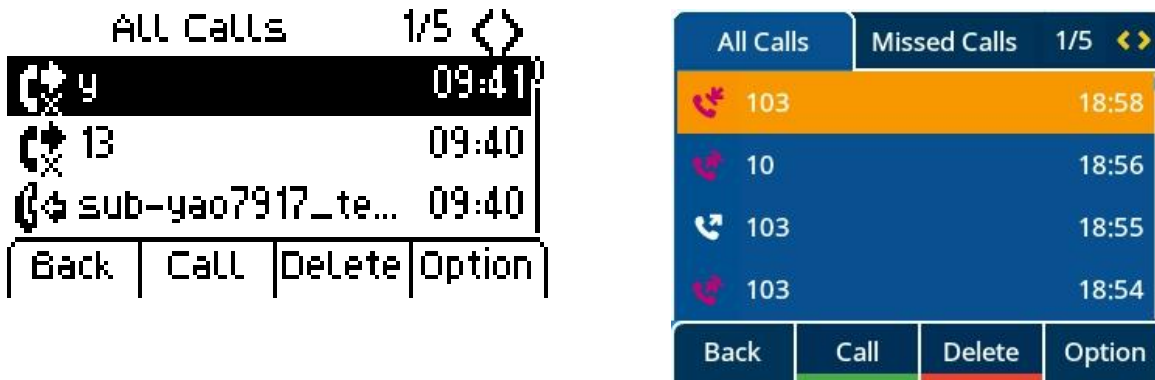 All Calls 1/5
y 09:41
13 09:40
sub-yao7917_te... 09:40
Back Call Delete Option
All Calls Missed Calls 1/5
103 18:58
10 18:56
103 18:55
103 18:54
Back Call Delete Option